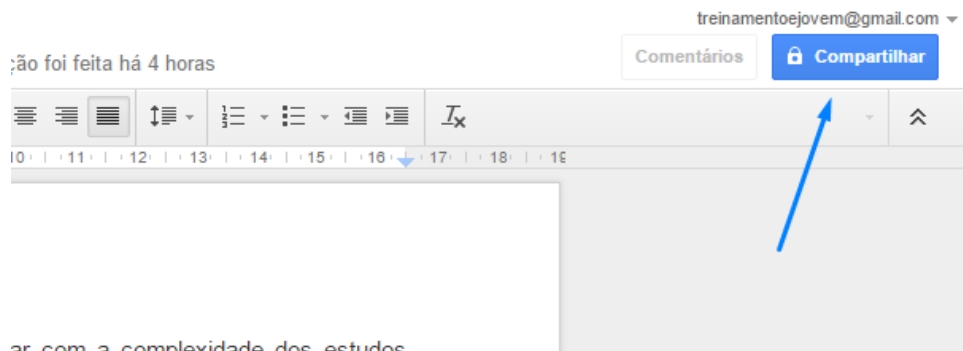 treinamentoejovem@gmail.com
ção foi feita há 4 horas
Comentários
Compartilhar
10 11 12 13 14 15 16 17 18 19
ar com a complexidade dos estudos